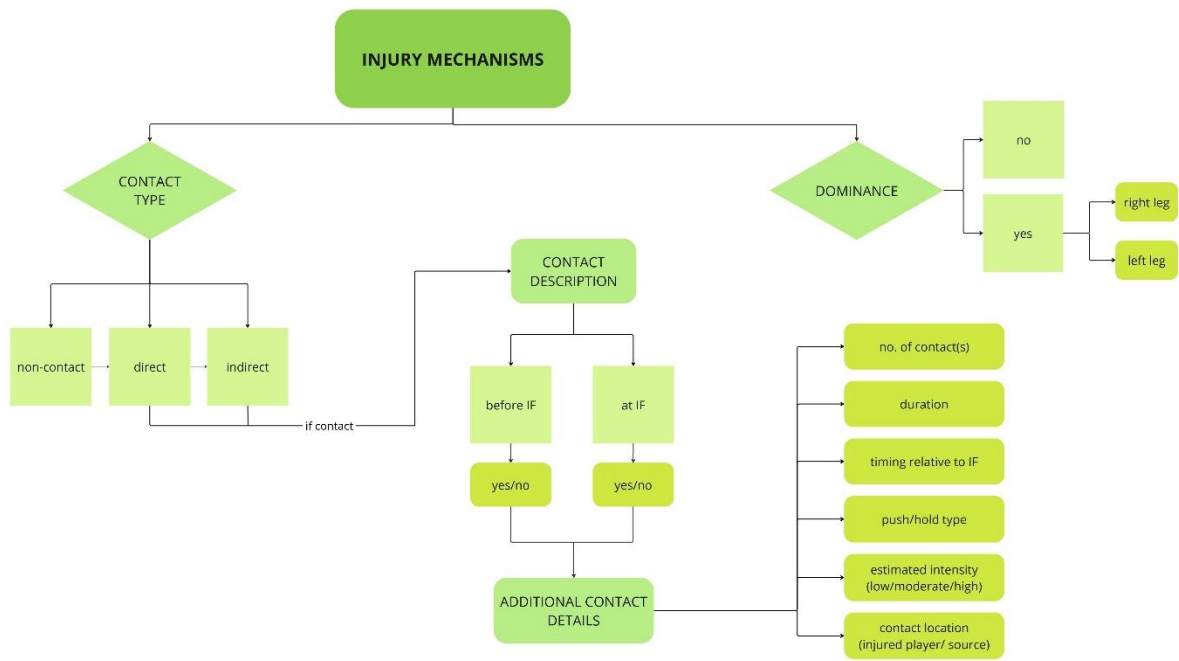 INJURY MECHANISMS
CONTACT
TYPE
DOMINANCE
no
yes
right leg
left leg
non-contact
direct
indirect
if contact
CONTACT
DESCRIPTION
before IF
at IF
yes/no
yes/no
ADDITIONAL CONTACT
DETAILS
no. of contact(s)
duration
timing relative to IF
push/hold type
estimated intensity
(low/moderate/high)
contact location
(injured player/ source)